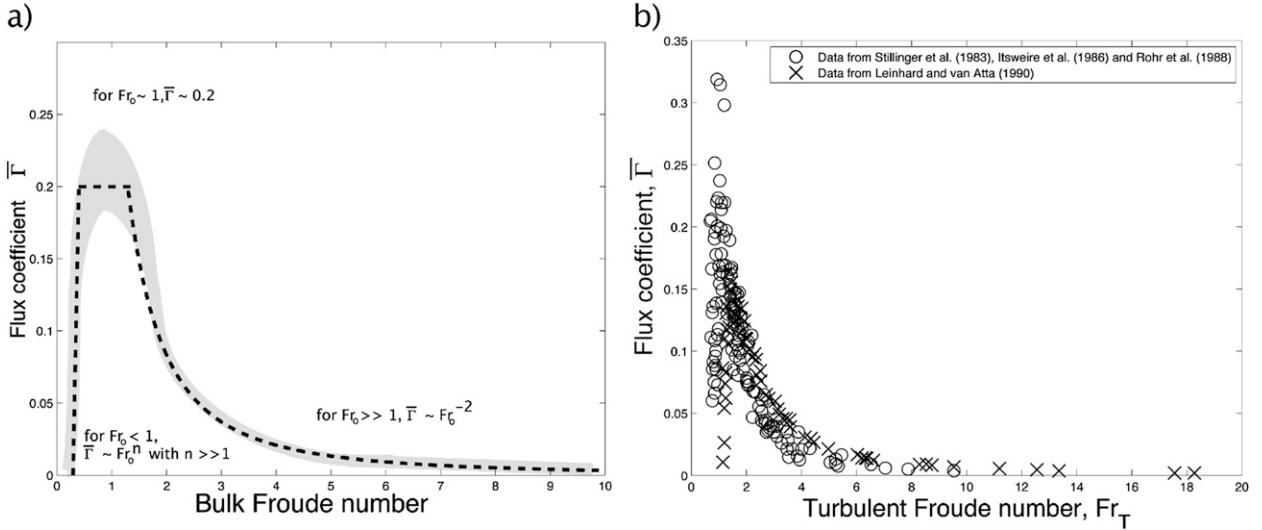 a)
for Fr₀~ 1, Γ̅ ~ 0.2
0.25
0.2
0.15
0.1
0.05
0
Flux coefficient Γ̅
for Fr₀ >> 1, Γ̅ ~ Fr₀⁻²
for Fr₀ < 1,
Γ̅ ~ Fr₀ⁿ with n >>1
0 1 2 3 4 5 6 7 8 9 10
Bulk Froude number
b)
0.35
0.3
0.25
0.2
0.15
0.1
0.05
0
Flux coefficient, Γ̅
Data from Stillinger et al. (1983), Itsweire et al. (1986) and Rohr et al. (1988)
Data from Leinhard and van Atta (1990)
0 2 4 6 8 10 12 14 16 18 20
Turbulent Froude number, Fr_T